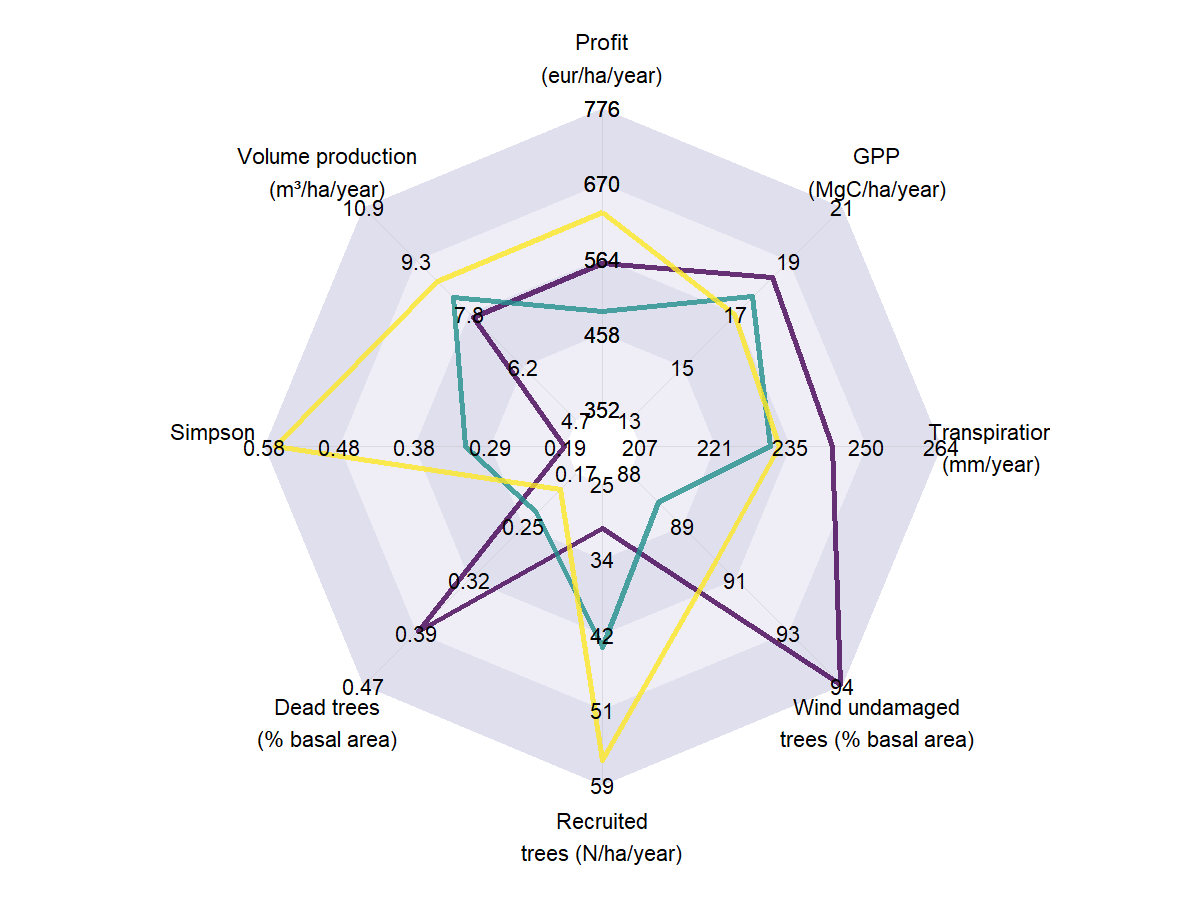 Profit
(eur/ha/year)
776
670
564
458
352
GPP
(MgC/ha/year)
21
19
17
15
13
Transpiratior
(mm/year)
207
221
235
250
264
Wind undamaged
trees (% basal area)
88
89
91
93
94
Recruited
trees (N/ha/year)
25
34
42
51
59
Dead trees
(% basal area)
0.17
0.25
0.32
0.39
0.47
Simpson
0.58
0.48
0.38
0.29
0.19
Volume production
(m³/ha/year)
10.9
9.3
7.8
6.2
4.7